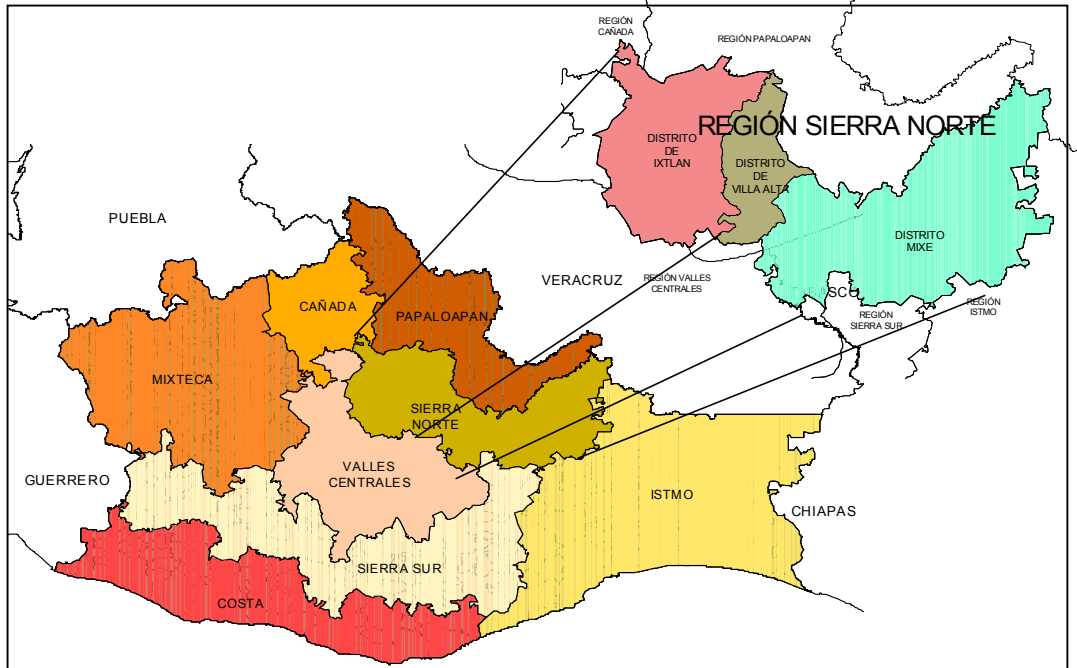 REGIÓN
CAÑADA
REGIÓN PAPALOAPAN
REGIÓN SIERRA NORTE
DISTRITO
DE
IXTLAN
DISTRITO
DE
VILLA ALTA
DISTRITO
MIXE
PUEBLA
VERACRUZ
REGIÓN VALLES
CENTRALES
TABASCO
REGIÓN
SIERRA SUR
REGIÓN
ISTMO
CAÑADA
PAPALOAPAN
MIXTECA
SIERRA
NORTE
VALLES
CENTRALES
GUERRERO
ISTMO
CHIAPAS
SIERRA SUR
COSTA